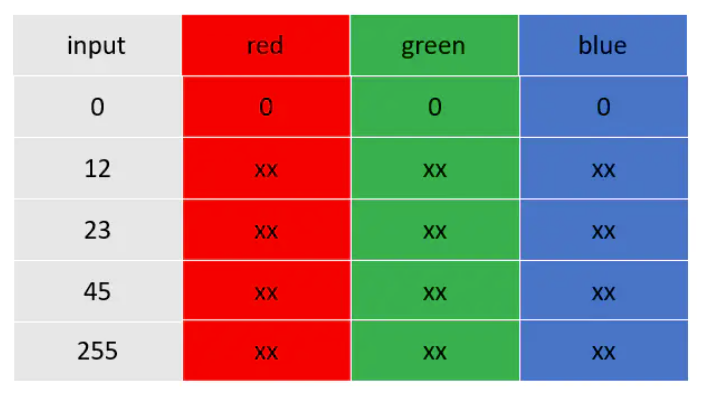 input red green blue
0 0 0 0
12 xx xx xx
23 xx xx xx
45 xx xx xx
255 xx xx xx